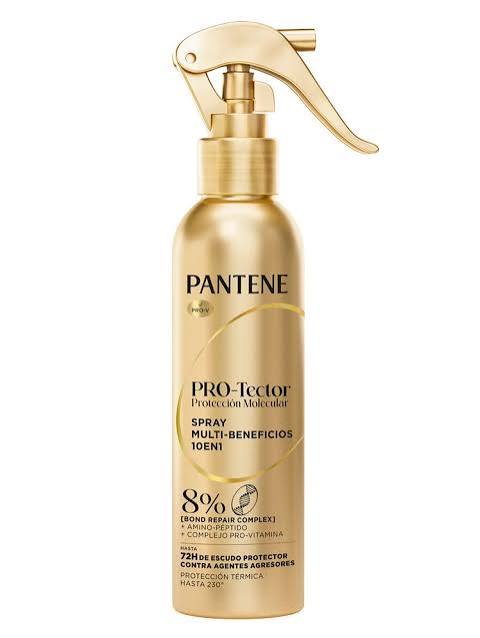 PANTENE
PRO-V
PRO-Tector
Protección Molecular
SPRAY
MULTI-BENEFICIOS
10EN1
8%
[BOND REPAIR COMPLEX]
+ AMINO-PÉPTIDO
+ COMPLEJO PRO-VITAMINA
HASTA
72H DE ESCUDO PROTECTOR
CONTRA AGENTES AGRESORES
PROTECCIÓN TÉRMICA
HASTA 230°